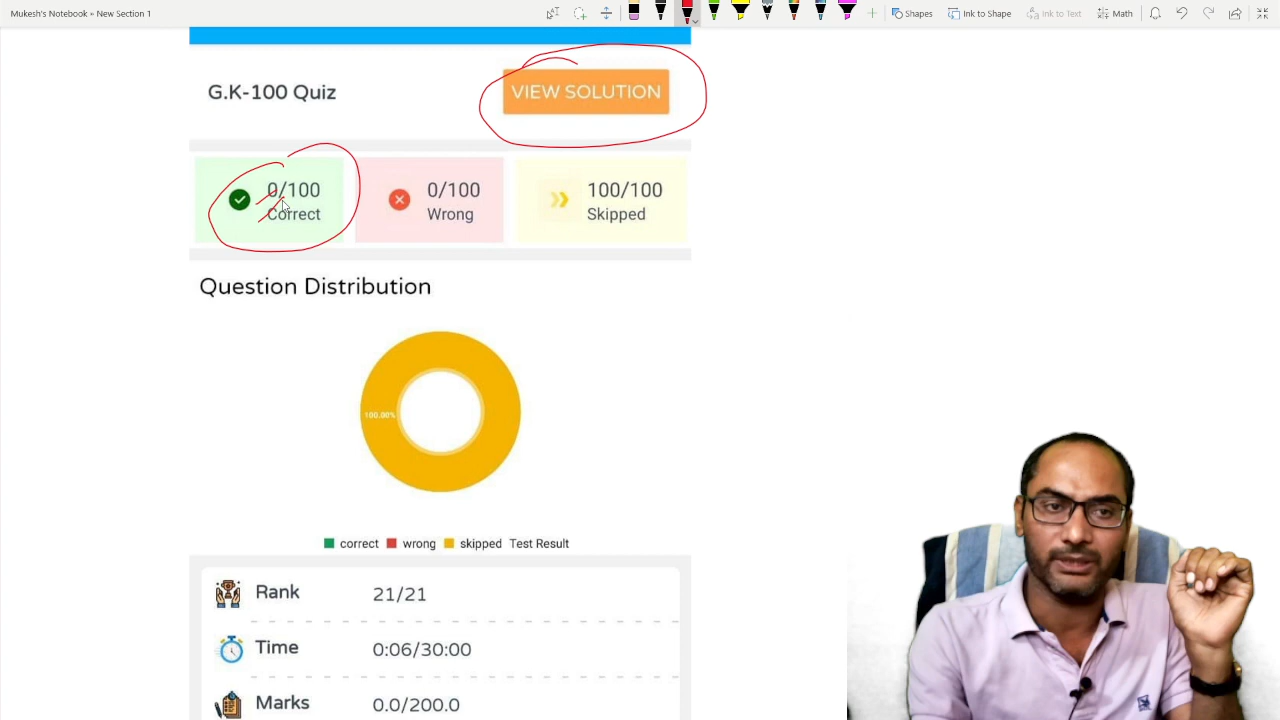 Mukesh's Notebook » New Section 1
Shapes
Ink to Shape
Ink to Text
Math
G.K-100 Quiz
VIEW SOLUTION
0/100
Correct
0/100
Wrong
100/100
Skipped
Question Distribution
100.00%
correct wrong skipped Test Result
Rank 21/21
Time 0:06/30:00
Marks 0.0/200.0